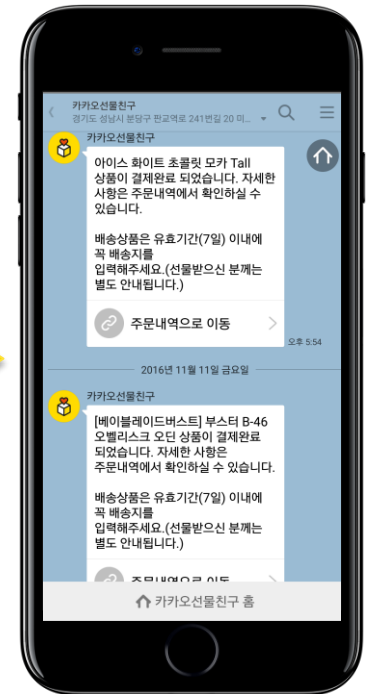 카카오선물친구
경기도 성남시 분당구 판교역로 241번길 20 미...
카카오선물친구
아이스 화이트 초콜릿 모카 Tall
상품이 결제완료 되었습니다. 자세한
사항은 주문내역에서 확인하실 수
있습니다.
배송상품은 유효기간(7일) 이내에
꼭 배송지를
입력해주세요.(선물받으신 분께는
별도 안내됩니다.)
주문내역으로 이동
오후 5:54
2016년 11월 11일 금요일
카카오선물친구
[베이블레이드버스트] 부스터 B-46
오벨리스크 오딘 상품이 결제완료
되었습니다. 자세한 사항은
주문내역에서 확인하실 수 있습니다.
배송상품은 유효기간(7일) 이내에
꼭 배송지를
입력해주세요.(선물받으신 분께는
별도 안내됩니다.)
주문내역으로 이동
카카오선물친구 홈